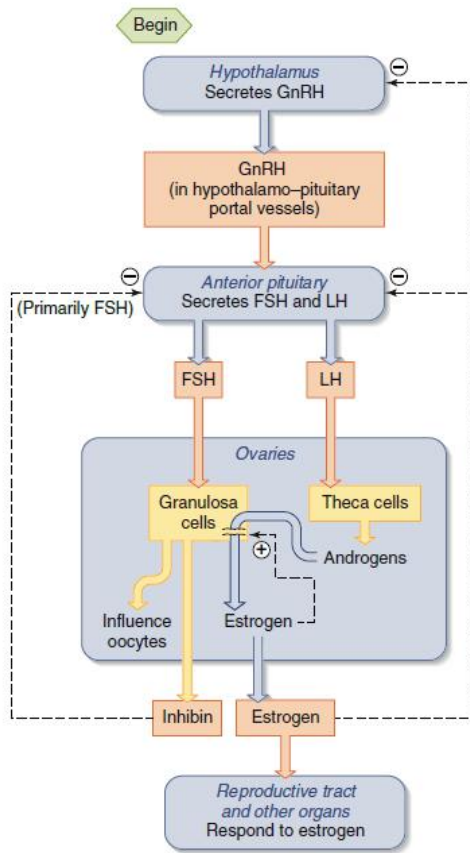 Begin
Hypothalamus
Secretes GnRH
−
GnRH
(in hypothalamo–pituitary
portal vessels)
−
−
Anterior pituitary
Secretes FSH and LH
(Primarily FSH)
FSH
LH
Ovaries
Granulosa
cells
Theca cells
+
Androgens
Influence
oocytes
Estrogen
Inhibin
Estrogen
Reproductive tract
and other organs
Respond to estrogen